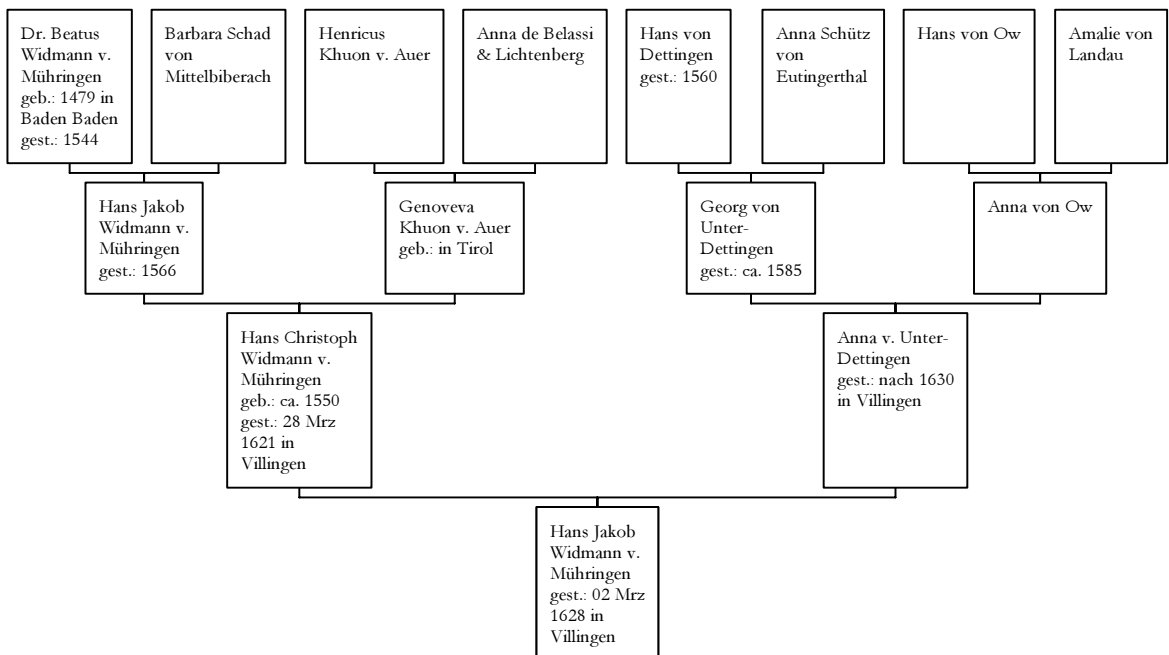 Dr. Beatus
Widmann v.
Mühringen
geb.: 1479 in
Baden Baden
gest.: 1544
Barbara Schad
von
Mittelbiberach
Henricus
Khuon v. Auer
Anna de Belassi
& Lichtenberg
Hans von
Dettingen
gest.: 1560
Anna Schütz
von
Eutingerthal
Hans von Ow
Amalie von
Landau
Hans Jakob
Widmann v.
Mühringen
gest.: 1566
Genoveva
Khuon v. Auer
geb.: in Tirol
Georg von
Unter-
Dettingen
gest.: ca. 1585
Anna von Ow
Hans Christoph
Widmann v.
Mühringen
geb.: ca. 1550
gest.: 28 Mrz
1621 in
Villingen
Anna v. Unter-
Dettingen
gest.: nach 1630
in Villingen
Hans Jakob
Widmann v.
Mühringen
gest.: 02 Mrz
1628 in
Villingen